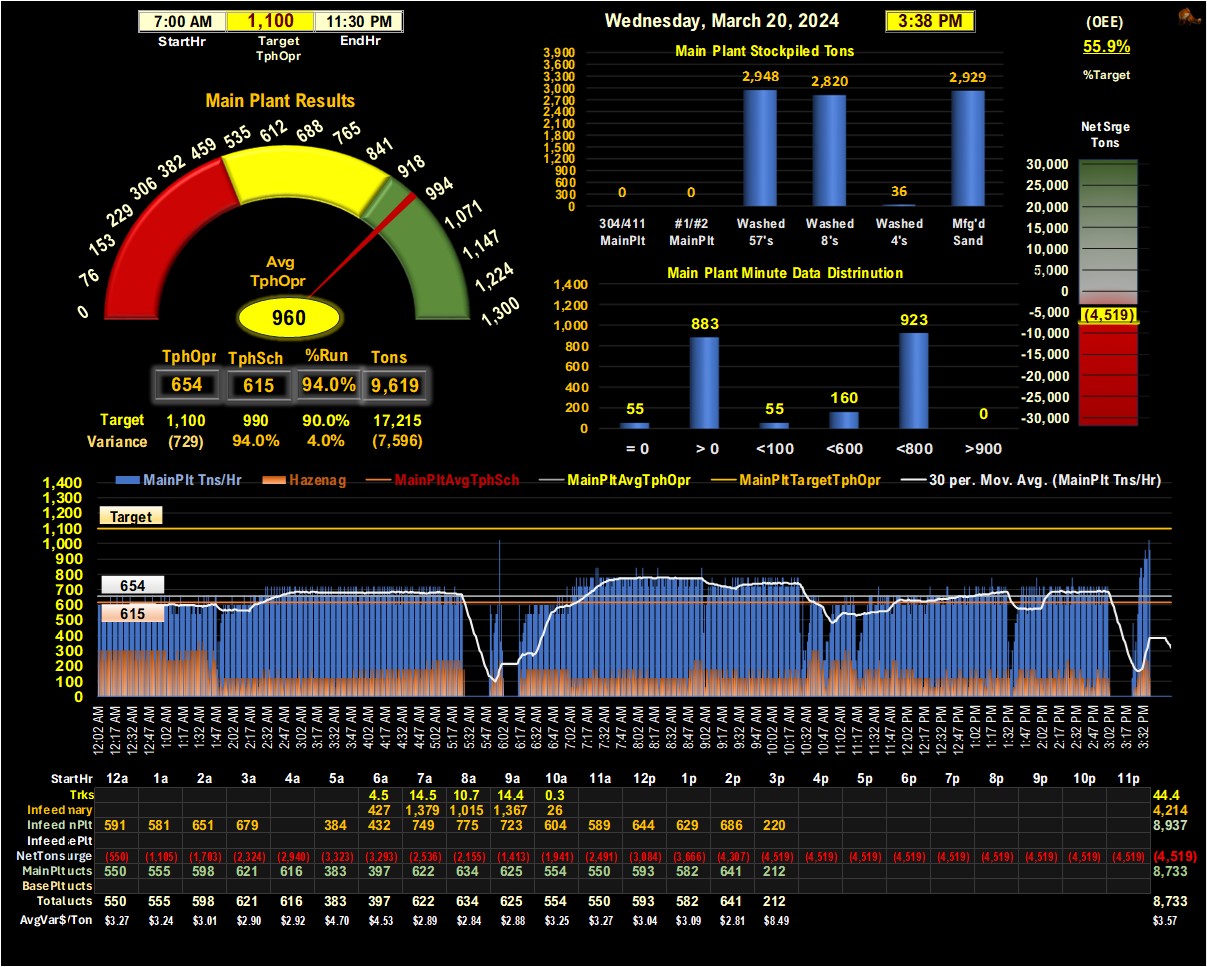 7:00 AM 1,100 11:30 PM
StartHr Target TphOpr EndHr
Wednesday, March 20, 2024 3:38 PM
(OEE)
55.9%
%Target
Main Plant Results
0 76 153 229 306 382 459 535 612 688 765 841 918 994 1,071 1,147 1,224 1,300
Avg
TphOpr
960
TphOpr TphSch %Run Tons
654 615 94.0% 9,619
Target 1,100 990 90.0% 17,215
Variance (729) 94.0% 4.0% (7,596)
Main Plant Stockpiled Tons
3,900
3,600
3,300
3,000
2,700
2,400
2,100
1,800
1,500
1,200
900
600
300
0
0 0 2,948 2,820 36 2,929
304/411 #1/#2 Washed Washed Washed Mfg'd
MainPlt MainPlt 57's 8's 4's Sand
Main Plant Minute Data Distrinution
1,400
1,200
1,000
800
600
400
200
0
55 883 55 160 923 0
= 0 > 0 <100 <600 <800 >900
Net Srge
Tons
30,000
25,000
20,000
15,000
10,000
5,000
0
-5,000
-10,000
-15,000
-20,000
-25,000
-30,000
(4,519)
MainPlt Tns/Hr Hazenag MainPltAvgTphSch MainPltAvgTphOpr MainPltTargetTphOpr 30 per. Mov. Avg. (MainPlt Tns/Hr)
1,400
1,300
1,200
1,100
1,000
900
800
700
600
500
400
300
200
100
0
Target
654
615
12:02 AM 12:17 AM 12:32 AM 12:47 AM 1:02 AM 1:17 AM 1:32 AM 1:47 AM 2:02 AM 2:17 AM 2:32 AM 2:47 AM 3:02 AM 3:17 AM 3:32 AM 3:47 AM 4:02 AM 4:17 AM 4:32 AM 4:47 AM 5:02 AM 5:17 AM 5:32 AM 5:47 AM 6:02 AM 6:17 AM 6:32 AM 6:47 AM 7:02 AM 7:17 AM 7:32 AM 7:47 AM 8:02 AM 8:17 AM 8:32 AM 8:47 AM 9:02 AM 9:17 AM 9:32 AM 9:47 AM 10:02 AM 10:17 AM 10:32 AM 10:47 AM 11:02 AM 11:17 AM 11:32 AM 11:47 AM 12:02 PM 12:17 PM 12:32 PM 12:47 PM 1:02 PM 1:17 PM 1:32 PM 1:47 PM 2:02 PM 2:17 PM 2:32 PM 2:47 PM 3:02 PM 3:17 PM 3:32 PM
StartHr 12a 1a 2a 3a 4a 5a 6a 7a 8a 9a 10a 11a 12p 1p 2p 3p 4p 5p 6p 7p 8p 9p 10p 11p
Trks 4.5 14.5 10.7 14.4 0.3 44.4
Infeed nary 427 1,379 1,015 1,367 26 4,214
Infeed nPlt 591 581 651 679 384 432 749 775 723 604 589 644 629 686 220 8,937
Infeed ePlt
NetTons urge (550) (1,105) (1,703) (2,324) (2,940) (3,323) (3,293) (2,536) (2,155) (1,413) (1,941) (2,491) (3,084) (3,666) (4,307) (4,519) (4,519) (4,519) (4,519) (4,519) (4,519) (4,519) (4,519) (4,519) (4,519)
MainPlt ucts 550 555 598 621 616 383 397 622 634 625 554 550 593 582 641 212 8,733
BasePlt ucts
Total ucts 550 555 598 621 616 383 397 622 634 625 554 550 593 582 641 212 8,733
AvgVar$/Ton $3.27 $3.24 $3.01 $2.90 $2.92 $4.70 $4.53 $2.89 $2.84 $2.88 $3.25 $3.27 $3.04 $3.09 $2.81 $8.49 $3.57